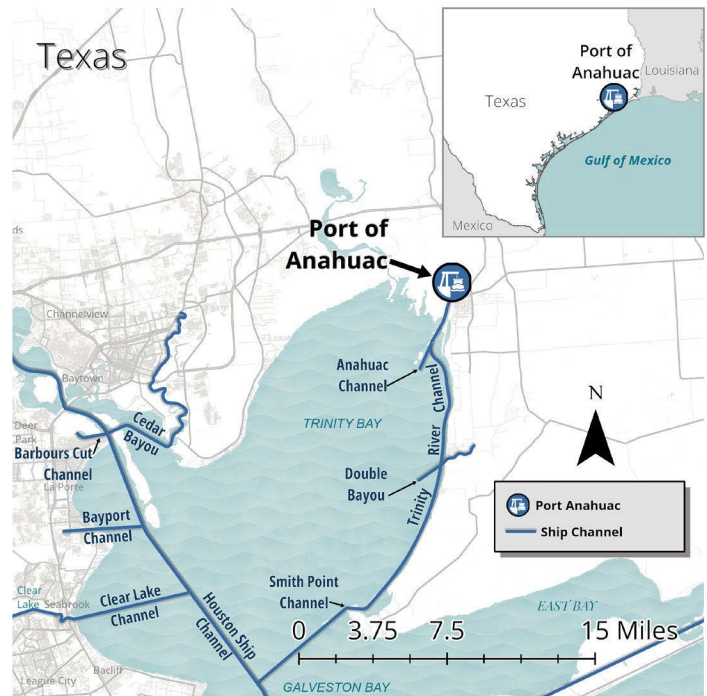 Texas
Port of
Anahuac
Louisiana
Texas
Gulf of Mexico
Mexico
ds
Port of
Anahuac
Channelview
Baytown
Anahuac
Channel
TRINITY BAY
River Channel
Trinity
Cedar
Bayou
Deer
Park
Barbours Cut
Channel
La Porte
Double
Bayou
N
Port Anahuac
Ship Channel
Bayport
Channel
Smith Point
Channel
Clear
Lake
Seabrook
Clear Lake
Channel
Houston Ship
Channel
EAST BAY
0 3.75 7.5 15 Miles
Bacliff
League City
GALVESTON BAY